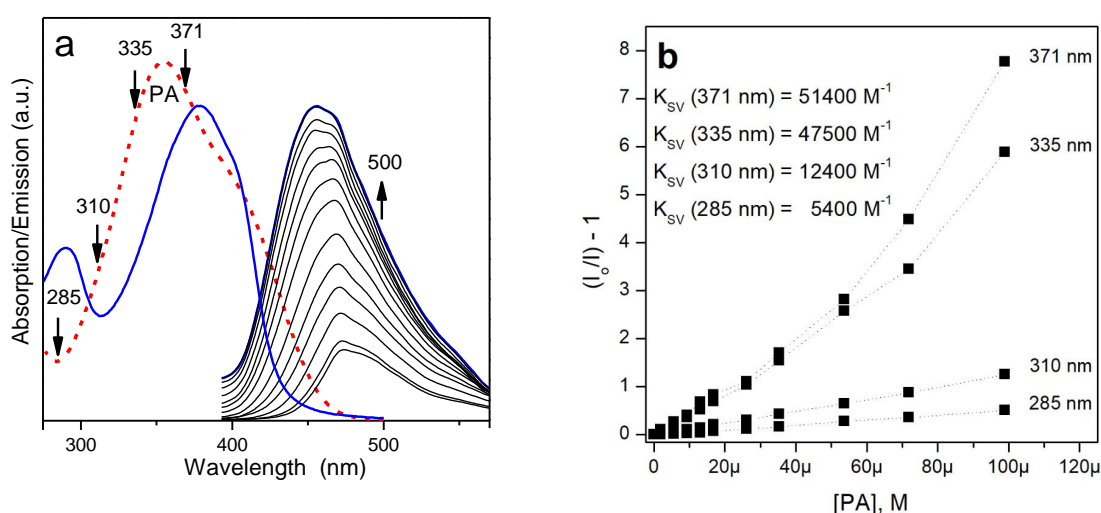 a
335
371
PA
310
285
500
Absorption/Emission (a.u.)
300
400
500
Wavelength (nm)
b
K_SV (371 nm) = 51400 M⁻¹
K_SV (335 nm) = 47500 M⁻¹
K_SV (310 nm) = 12400 M⁻¹
K_SV (285 nm) = 5400 M⁻¹
371 nm
335 nm
310 nm
285 nm
(I_o/I) - 1
8
7
6
5
4
3
2
1
0
0
20µ
40µ
60µ
80µ
100µ
120µ
[PA], M